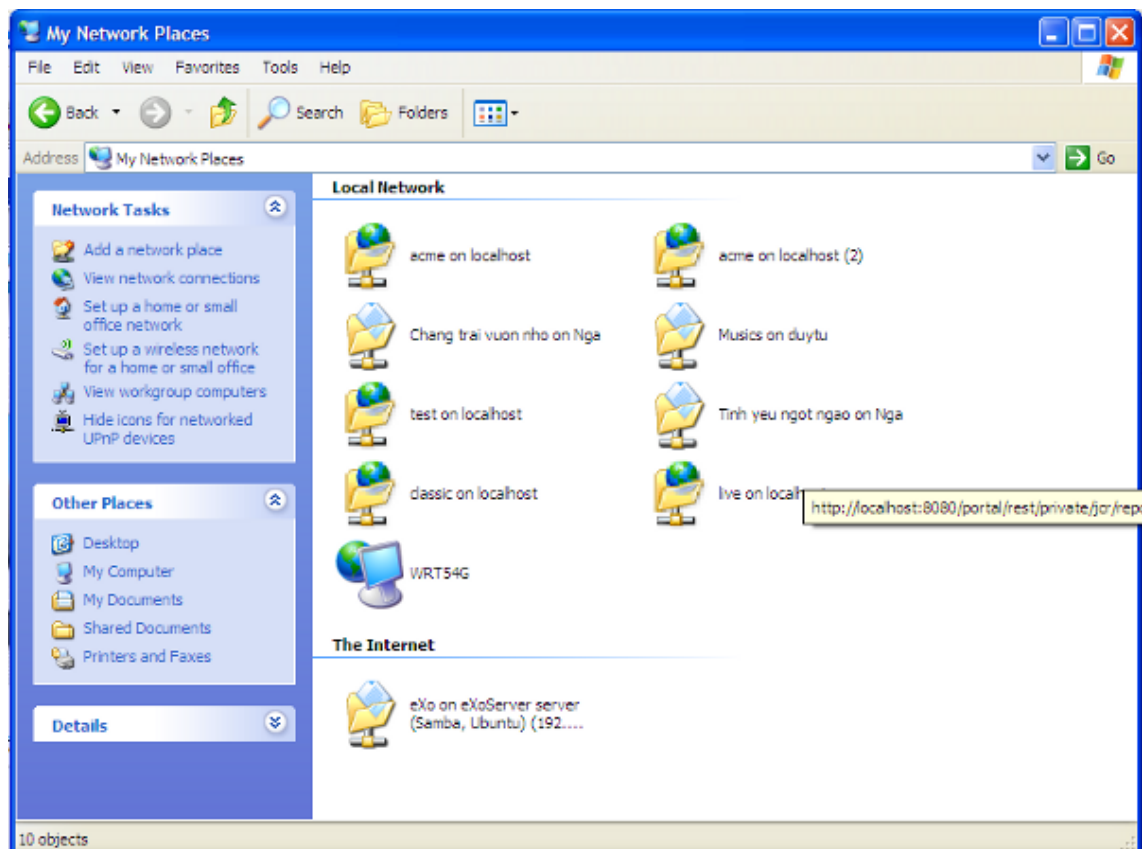 My Network Places
File Edit View Favorites Tools Help
Back Search Folders
Address My Network Places Go
Network Tasks
Add a network place
View network connections
Set up a home or small
office network
Set up a wireless network
for a home or small office
View workgroup computers
Hide icons for networked
UPnP devices
Other Places
Desktop
My Computer
My Documents
Shared Documents
Printers and Faxes
Details
Local Network
acme on localhost
acme on localhost (2)
Chang trai vuon nho on Nga
Musics on duytu
test on localhost
Tinh yeu ngot ngao on Nga
classic on localhost
live on localh
http://localhost:8080/portal/rest/private/jcr/repo
WRT54G
The Internet
eXo on eXoServer server
(Samba, Ubuntu) (192....
10 objects